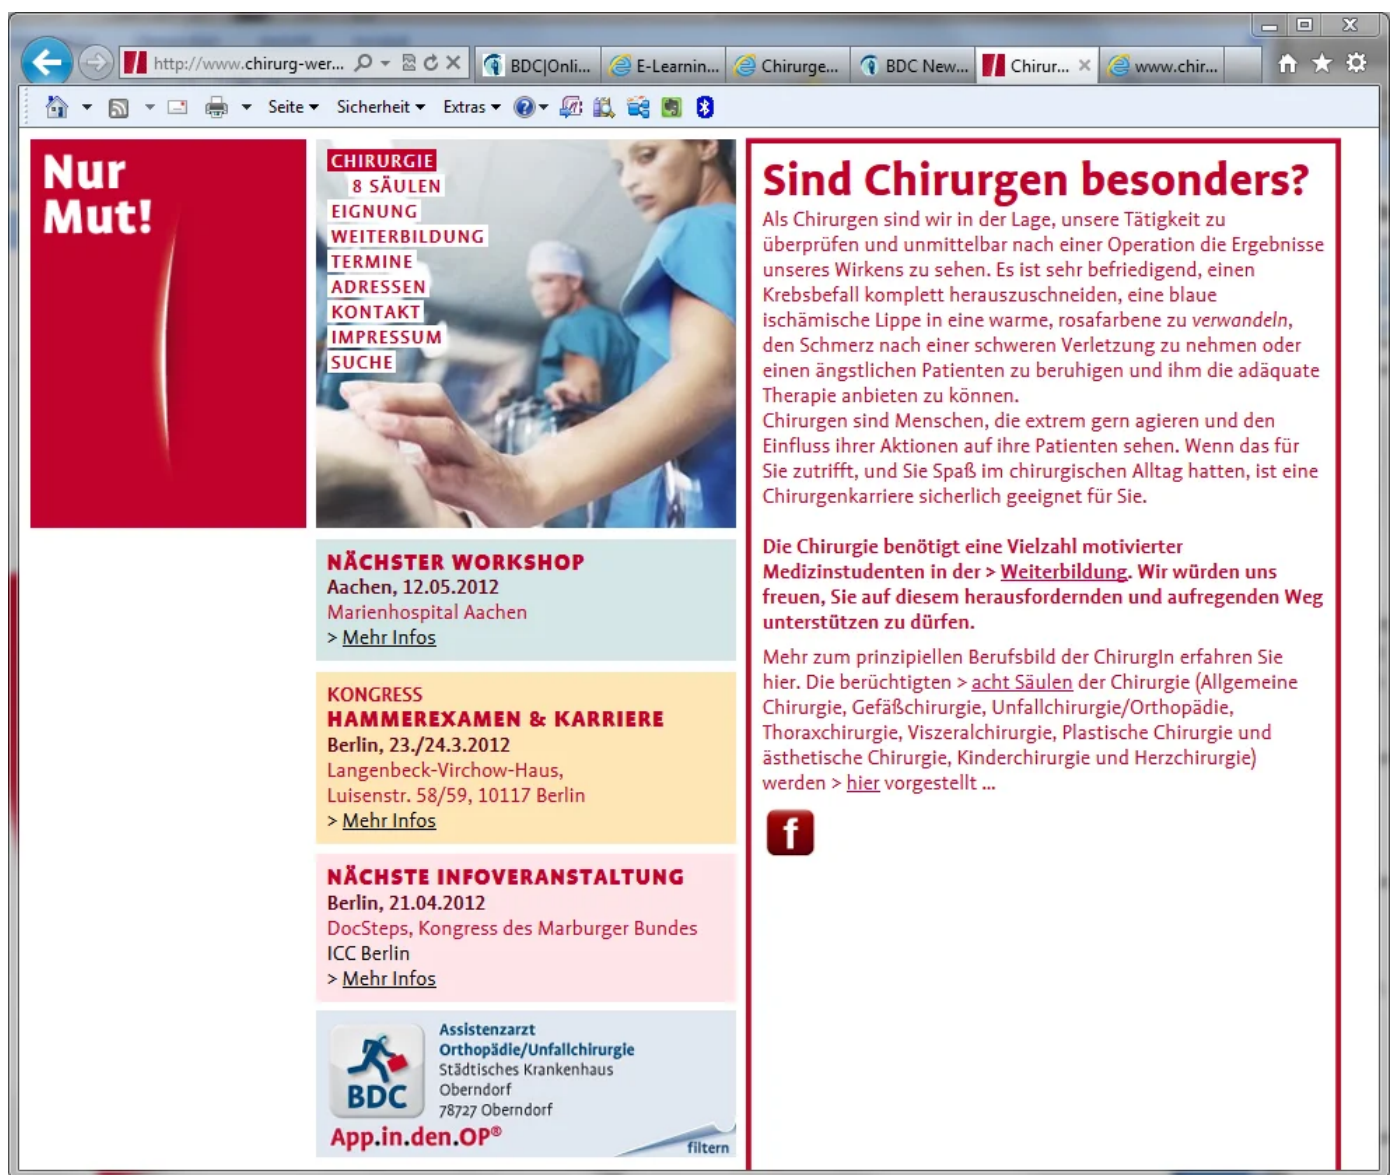 http://www.chirurg-wer...
BDC|Onli...
E-Learnin...
Chirurge...
BDC New...
Chirur...
www.chir...
Seite
Sicherheit
Extras
Nur
Mut!
CHIRURGIE
8 SÄULEN
EIGNUNG
WEITERBILDUNG
TERMINE
ADRESSEN
KONTAKT
IMPRESSUM
SUCHE
NÄCHSTER WORKSHOP
Aachen, 12.05.2012
Marienhospital Aachen
> Mehr Infos
KONGRESS
HAMMEREXAMEN & KARRIERE
Berlin, 23./24.3.2012
Langenbeck-Virchow-Haus,
Luisenstr. 58/59, 10117 Berlin
> Mehr Infos
NÄCHSTE INFOVERANSTALTUNG
Berlin, 21.04.2012
DocSteps, Kongress des Marburger Bundes
ICC Berlin
> Mehr Infos
BDC
App.in.den.OP®
Assistenzarzt
Orthopädie/Unfallchirurgie
Städtisches Krankenhaus
Oberndorf
78727 Oberndorf
filtern
Sind Chirurgen besonders?
Als Chirurgen sind wir in der Lage, unsere Tätigkeit zu
überprüfen und unmittelbar nach einer Operation die Ergebnisse
unseres Wirkens zu sehen. Es ist sehr befriedigend, einen
Krebsbefall komplett herauszuschneiden, eine blaue
ischämische Lippe in eine warme, rosafarbene zu verwandeln,
den Schmerz nach einer schweren Verletzung zu nehmen oder
einen ängstlichen Patienten zu beruhigen und ihm die adäquate
Therapie anbieten zu können.
Chirurgen sind Menschen, die extrem gern agieren und den
Einfluss ihrer Aktionen auf ihre Patienten sehen. Wenn das für
Sie zutrifft, und Sie Spaß im chirurgischen Alltag hatten, ist eine
Chirurgenkarriere sicherlich geeignet für Sie.
Die Chirurgie benötigt eine Vielzahl motivierter
Medizinstudenten in der > Weiterbildung. Wir würden uns
freuen, Sie auf diesem herausfordernden und aufregenden Weg
unterstützen zu dürfen.
Mehr zum prinzipiellen Berufsbild der ChirurgIn erfahren Sie
hier. Die berüchtigten > acht Säulen der Chirurgie (Allgemeine
Chirurgie, Gefäßchirurgie, Unfallchirurgie/Orthopädie,
Thoraxchirurgie, Viszeralchirurgie, Plastische Chirurgie und
ästhetische Chirurgie, Kinderchirurgie und Herzchirurgie)
werden > hier vorgestellt ...
f